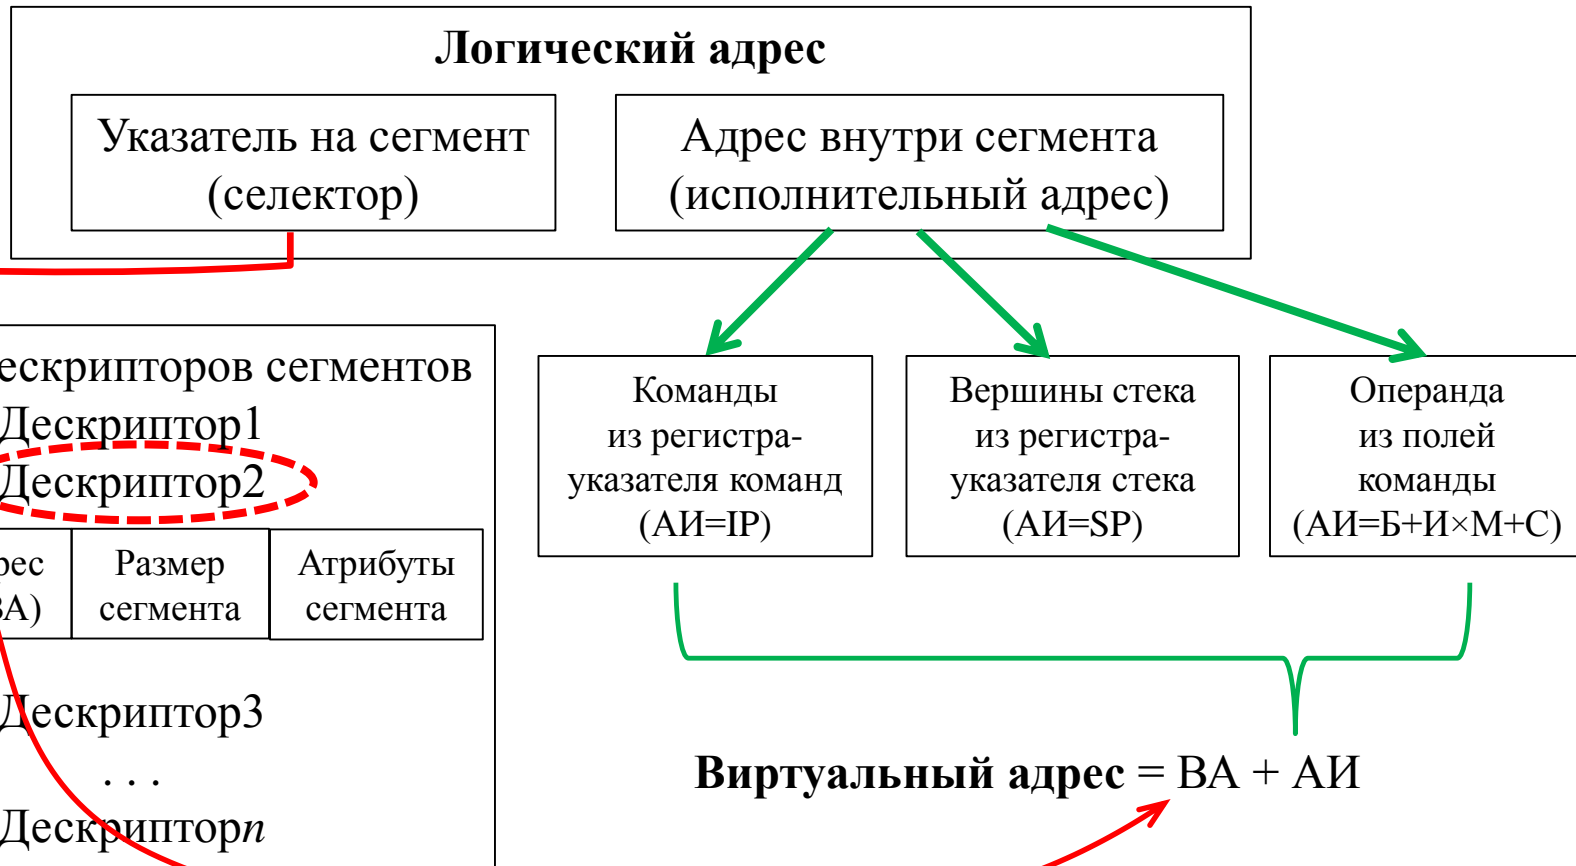 Логический адрес
Указатель на сегмент
(селектор)
Адрес внутри сегмента
(исполнительный адрес)
ескрипторов сегментов
Дескриптор1
Дескриптор2
рес
ВА)
Размер
сегмента
Атрибуты
сегмента
Дескриптор3
. . .
Дескрипторn
Команды
из регистра-
указателя команд
(АИ=IP)
Вершины стека
из регистра-
указателя стека
(АИ=SP)
Операнда
из полей
команды
(АИ=Б+И×М+С)
Виртуальный адрес = ВА + АИ